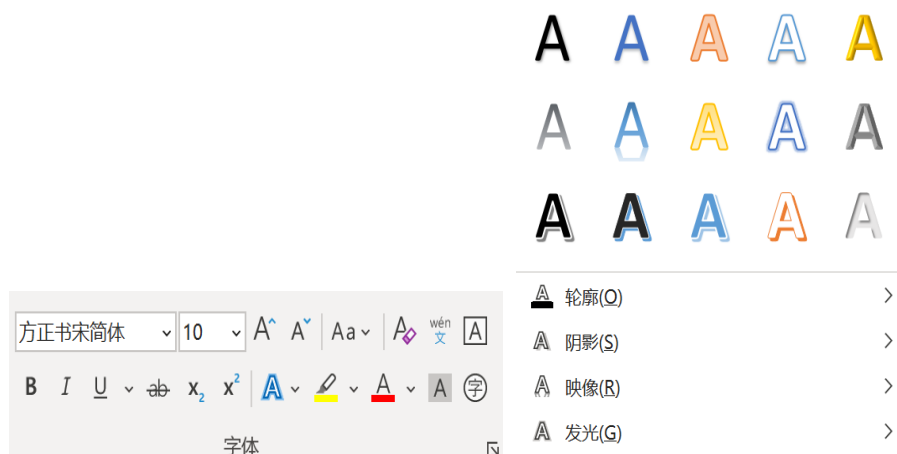 A A A A A
A A A A A
A A A A A
方正书宋简体 10 A A Aa A wén 文 A
B I U ab x₂ x² A A A 字
字体
轮廓(O)
阴影(S)
映像(R)
发光(G)